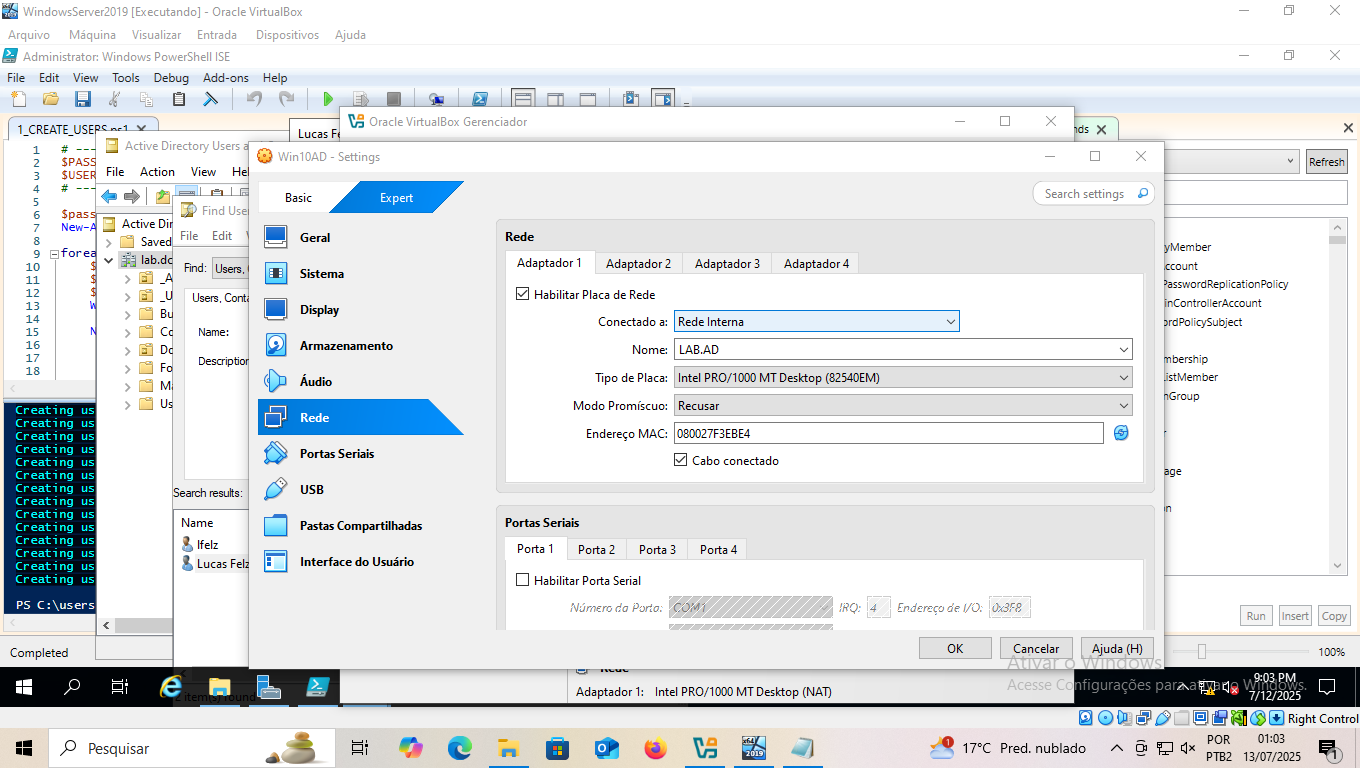 WindowsServer2019 [Executando] - Oracle VirtualBox
Arquivo Máquina Visualizar Entrada Dispositivos Ajuda
Administrator: Windows PowerShell ISE
File Edit View Tools Debug Add-ons Help
1_CREATE_USERS.ps1
Lucas Fe
Oracle VirtualBox Gerenciador
nds
Refresh
1
2
3
4
5
6
7
8
9
10
11
12
13
14
15
16
17
18
# ---
$PASS
$USER
# ---
$pass
New-A
forea
$
$
$
W
N
Active Directory Users a
File Action View Hel
Active Dir
Saved
lab.do
_A
_U
Bu
Co
Do
Fo
Ma
Us
Find User
File Edit
Find: Users,
Users, Conta
Name:
Description
Search results:
Name
lfelz
Lucas Felz
Win10AD - Settings
Basic Expert
Search settings
Geral
Sistema
Display
Armazenamento
Áudio
Rede
Portas Seriais
USB
Pastas Compartilhadas
Interface do Usuário
Rede
Adaptador 1 Adaptador 2 Adaptador 3 Adaptador 4
Habilitar Placa de Rede
Conectado a: Rede Interna
Nome: LAB.AD
Tipo de Placa: Intel PRO/1000 MT Desktop (82540EM)
Modo Promíscuo: Recusar
Endereço MAC: 080027F3EBE4
Cabo conectado
Portas Seriais
Porta 1 Porta 2 Porta 3 Porta 4
Habilitar Porta Serial
Número da Porta: COM1 IRQ: 4 Endereço de I/O: 0x3F8
OK Cancelar Ajuda (H)
yMember
ccount
PasswordReplicationPolicy
inControllerAccount
rdPolicySubject
mbership
ListMember
nGroup
r
age
n
Run Insert Copy
Creating us
Creating us
Creating us
Creating us
Creating us
Creating us
Creating us
Creating us
Creating us
Creating us
Creating us
Creating us
Creating us
Creating us
PS C:\users
Completed
100%
Rede
Adaptador 1: Intel PRO/1000 MT Desktop (NAT)
Ativar o Windows
Acesse Configurações para ativar o Windows.
9:03 PM
7/12/2025
Right Control
Pesquisar
17°C Pred. nublado
POR
PTB2
01:03
13/07/2025
1